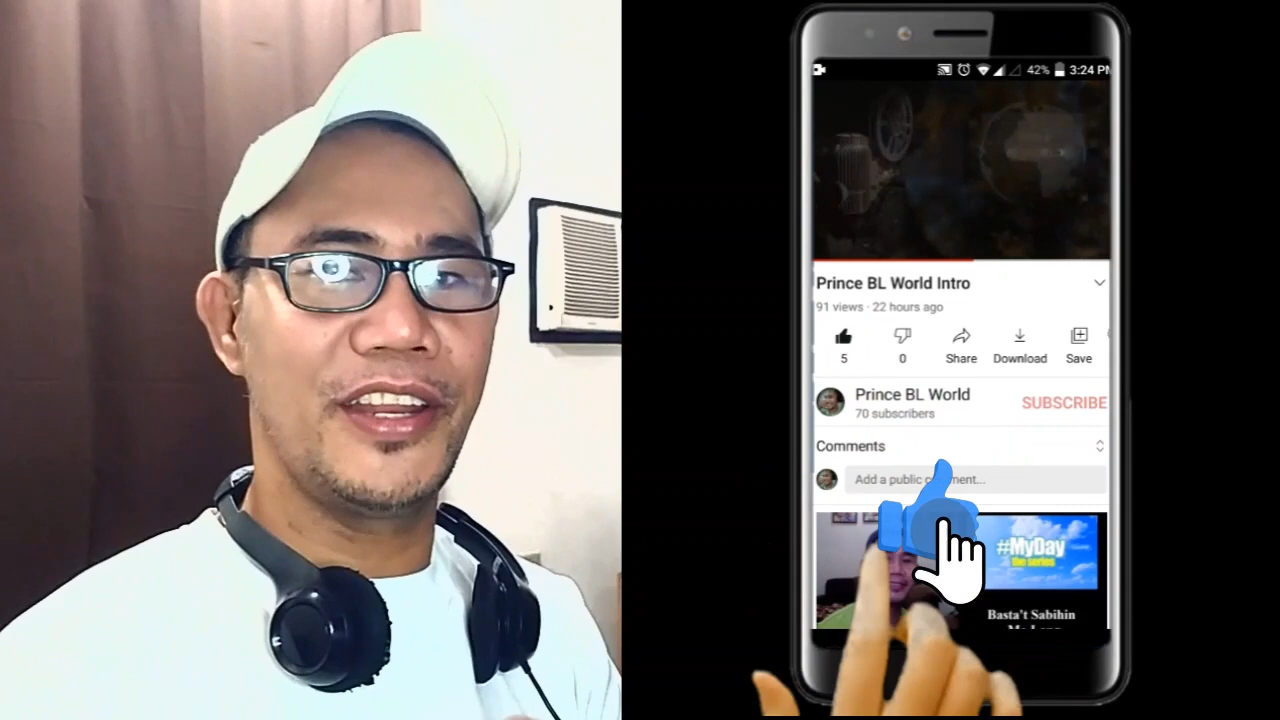 42% 3:24 PM
Prince BL World Intro
91 views · 22 hours ago
5 0 Share Download Save
Prince BL World
70 subscribers
SUBSCRIBE
Comments
Add a public
ment...
#MyDay
the series
Basta't Sabihin